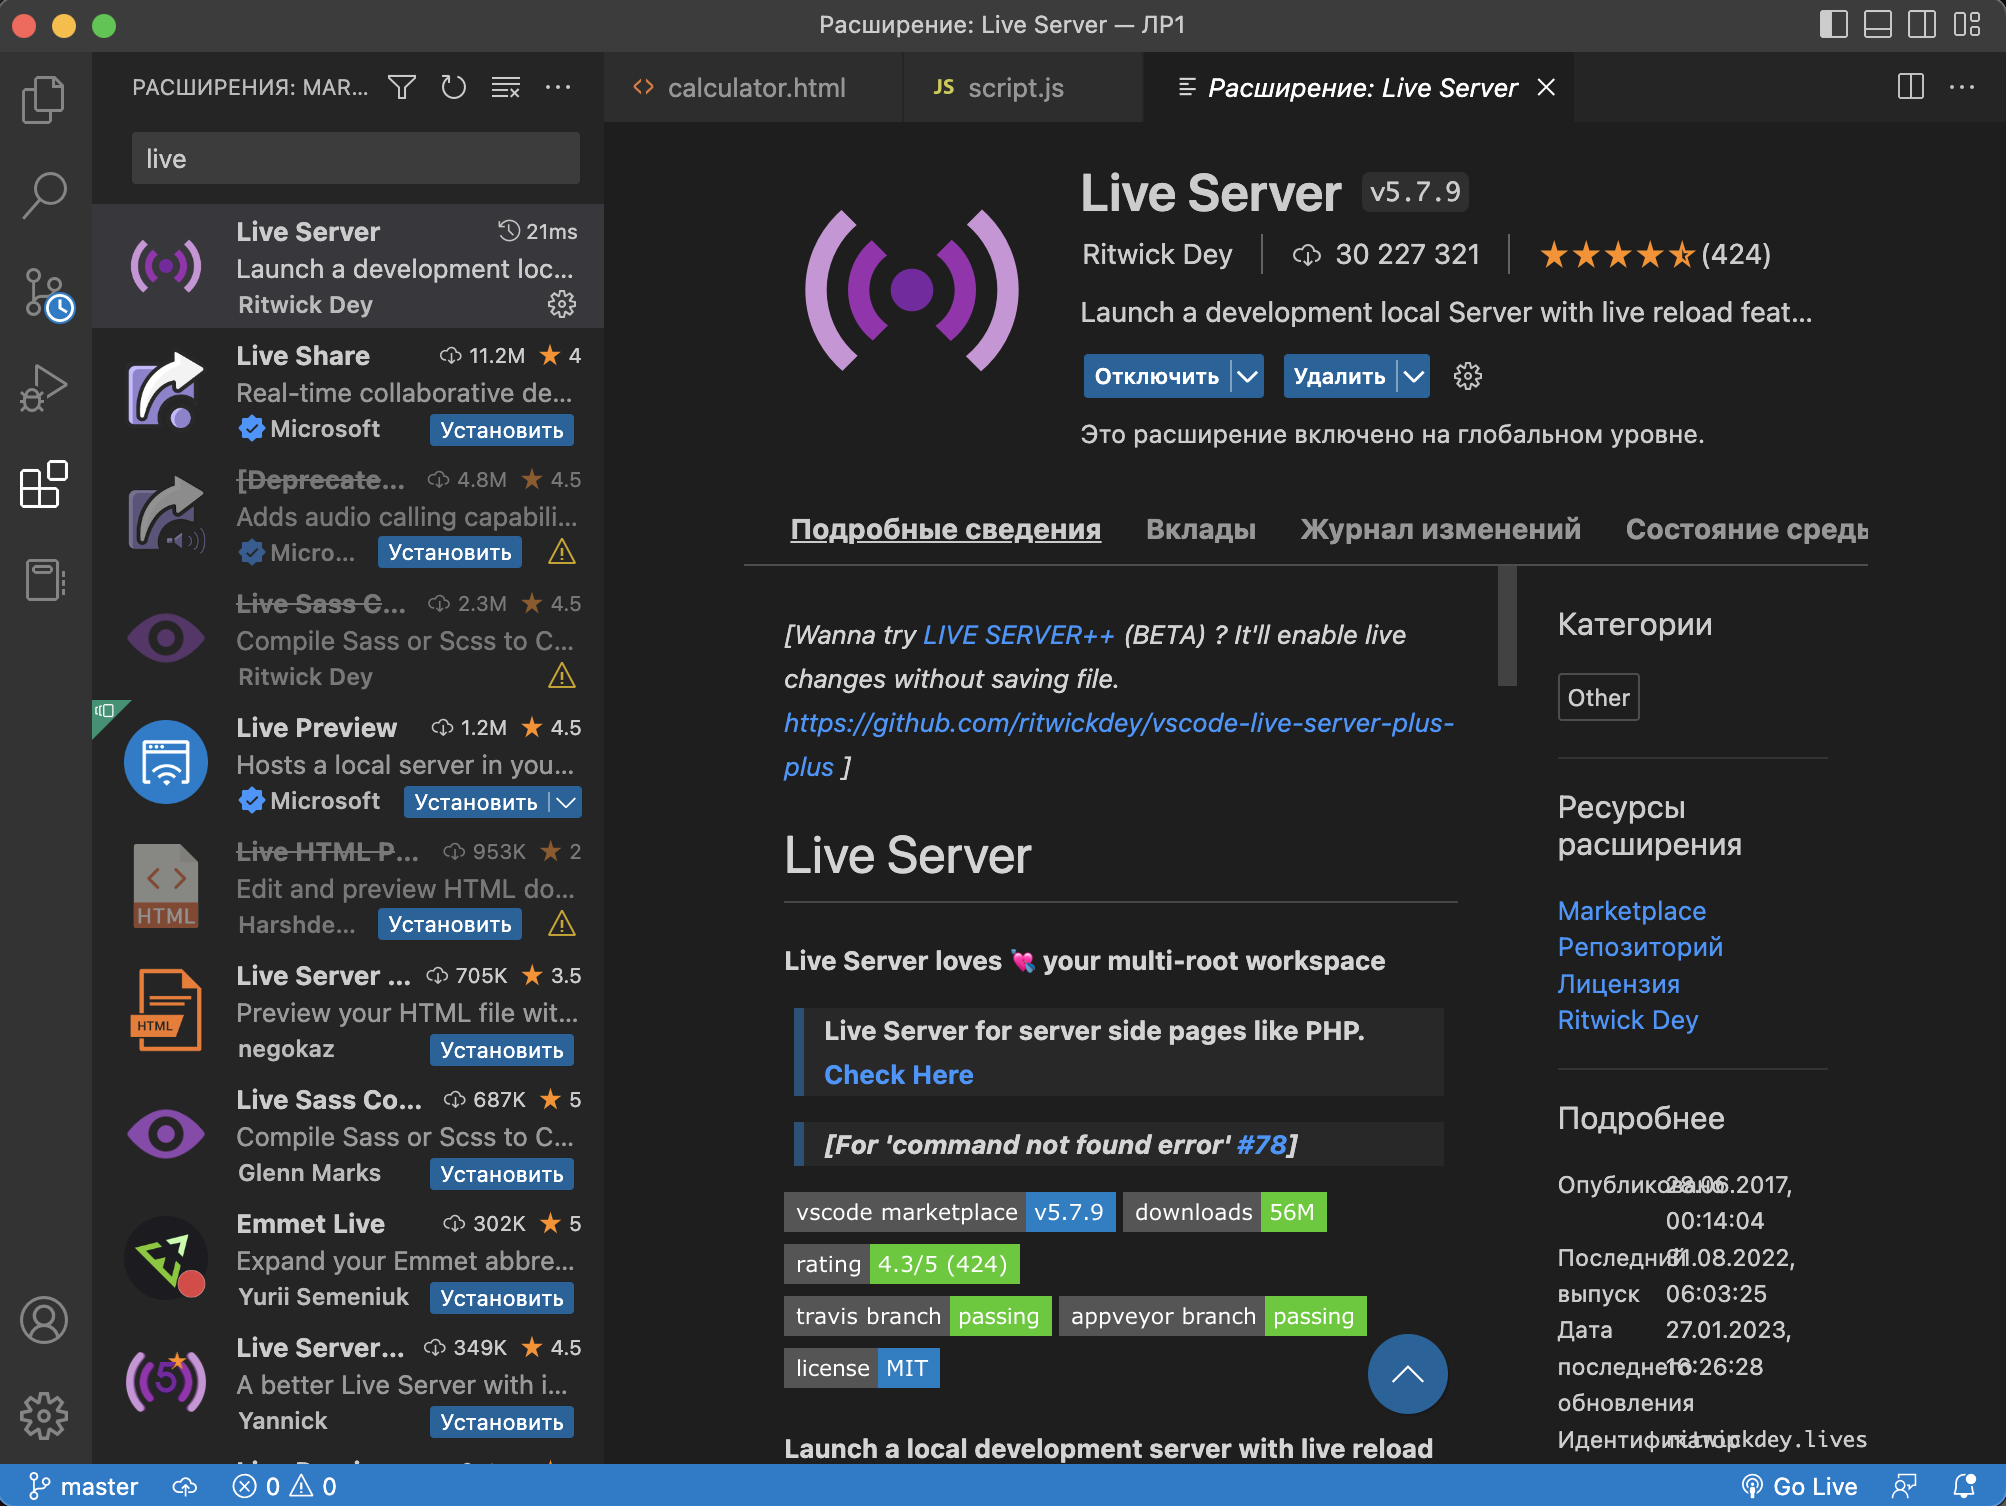 Расширение: Live Server — ЛР1
РАСШИРЕНИЯ: MAR...
calculator.html
JS script.js
Расширение: Live Server
live
Live Server 21ms
Launch a development loc...
Ritwick Dey
Live Share 11.2M 4
Real-time collaborative de...
Microsoft Установить
[Deprecate... 4.8M 4.5
Adds audio calling capabili...
Micro... Установить
Live Sass C... 2.3M 4.5
Compile Sass or Scss to C...
Ritwick Dey
Live Preview 1.2M 4.5
Hosts a local server in you...
Microsoft Установить
Live HTML P... 953K 2
Edit and preview HTML do...
Harshde... Установить
HTML
Live Server ... 705K 3.5
Preview your HTML file wit...
HTML
negokaz Установить
Live Sass Co... 687K 5
Compile Sass or Scss to C...
Glenn Marks Установить
Emmet Live 302K 5
Expand your Emmet abbre...
Yurii Semeniuk Установить
Live Server... 349K 4.5
5
A better Live Server with i...
Yannick Установить
Live Server v5.7.9
Ritwick Dey 30 227 321 (424)
Launch a development local Server with live reload feat...
Отключить Удалить
Это расширение включено на глобальном уровне.
Подробные сведения Вклады Журнал изменений Состояние среды
[Wanna try LIVE SERVER++ (BETA) ? It'll enable live
changes without saving file.
https://github.com/ritwickdey/vscode-live-server-plus-
plus ]
Live Server
Live Server loves 💘 your multi-root workspace
Live Server for server side pages like PHP.
Check Here
[For 'command not found error' #78]
vscode marketplace v5.7.9 downloads 56M
rating 4.3/5 (424)
travis branch passing appveyor branch passing
license MIT
Launch a local development server with live reload
Категории
Other
Ресурсы
расширения
Marketplace
Репозиторий
Лицензия
Ritwick Dey
Подробнее
Опубликовано 28.06.2017,
00:14:04
Последний 31.08.2022,
выпуск 06:03:25
Дата 27.01.2023,
последнего 16:26:28
обновления
Идентификатор ritwickdey.lives
master 0 0 Go Live